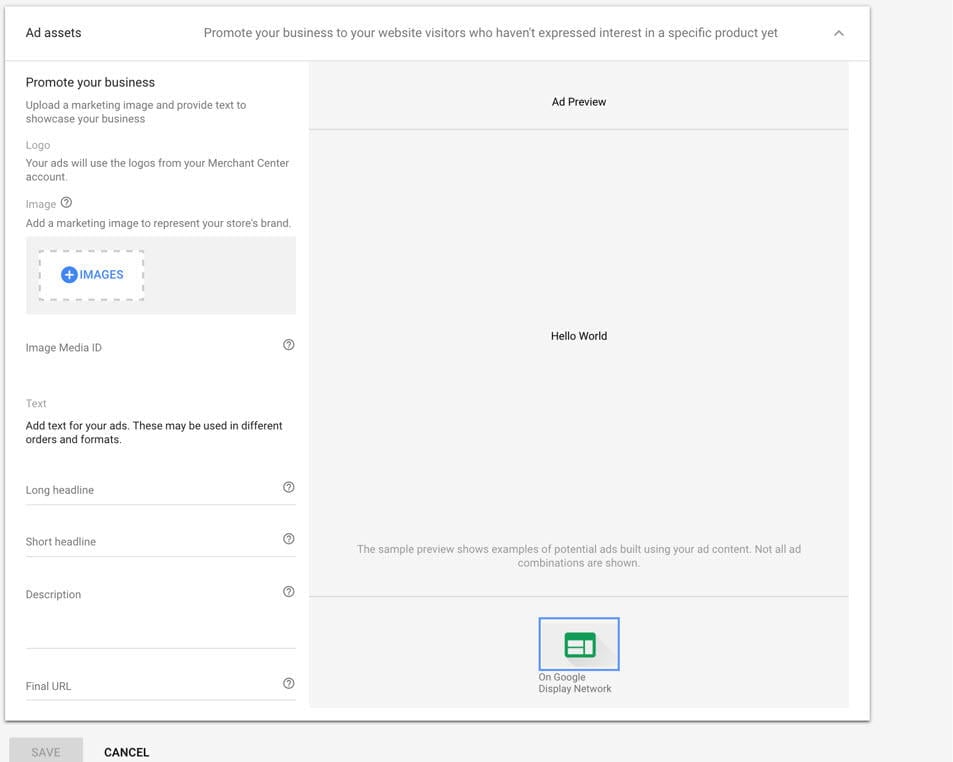 Ad assets
Promote your business to your website visitors who haven't expressed interest in a specific product yet
Promote your business
Upload a marketing image and provide text to
showcase your business
Logo
Your ads will use the logos from your Merchant Center
account.
Image
Add a marketing image to represent your store's brand.
IMAGES
Image Media ID
Text
Add text for your ads. These may be used in different
orders and formats.
Long headline
Short headline
Description
Final URL
Ad Preview
Hello World
The sample preview shows examples of potential ads built using your ad content. Not all ad
combinations are shown.
On Google
Display Network
SAVE
CANCEL